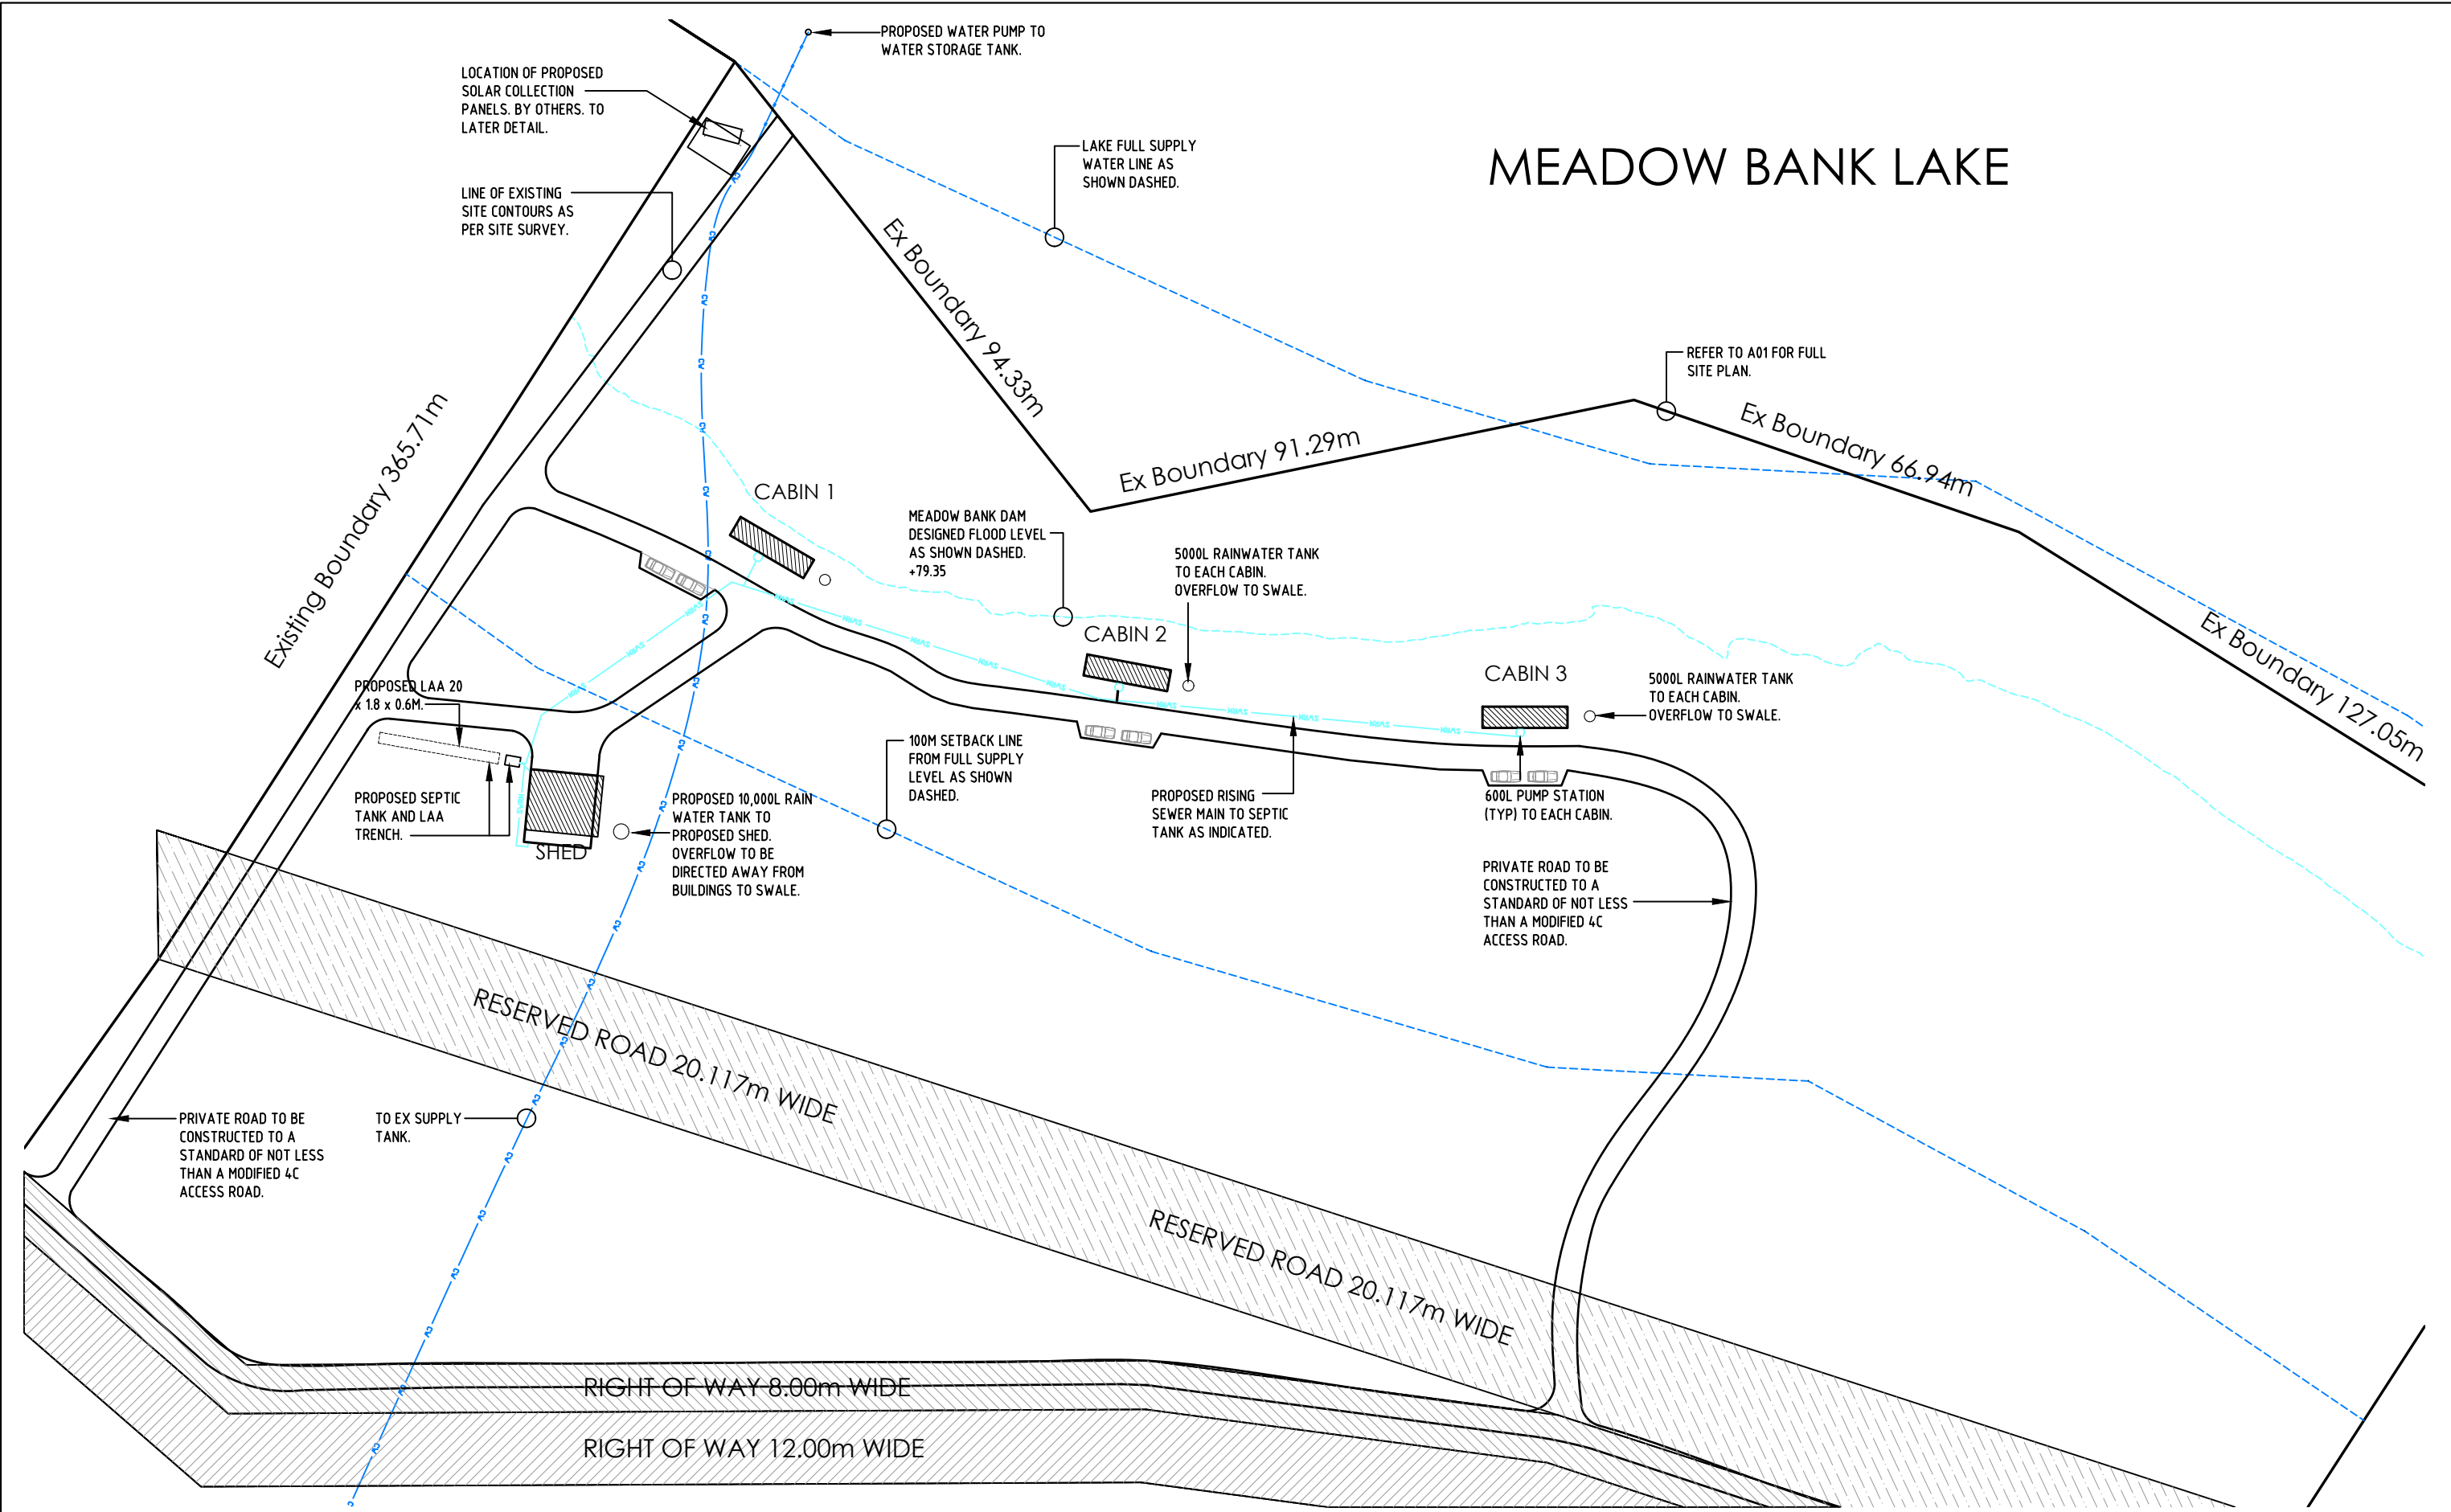 PROPOSED WATER PUMP TO
WATER STORAGE TANK.
LOCATION OF PROPOSED
SOLAR COLLECTION
PANELS. BY OTHERS. TO
LATER DETAIL.
LAKE FULL SUPPLY
WATER LINE AS
SHOWN DASHED.
MEADOW BANK LAKE
LINE OF EXISTING
SITE CONTOURS AS
PER SITE SURVEY.
Ex Boundary 94.33m
REFER TO A01 FOR FULL
SITE PLAN.
Existing Boundary 365.71m
Ex Boundary 91.29m
Ex Boundary 66.94m
CABIN 1
MEADOW BANK DAM
DESIGNED FLOOD LEVEL
AS SHOWN DASHED.
+79.35
5000L RAINWATER TANK
TO EACH CABIN.
OVERFLOW TO SWALE.
CABIN 2
CABIN 3
5000L RAINWATER TANK
TO EACH CABIN.
OVERFLOW TO SWALE.
Ex Boundary 127.05m
PROPOSED LAA 20
x 1.8 x 0.6M.
100M SETBACK LINE
FROM FULL SUPPLY
LEVEL AS SHOWN
DASHED.
PROPOSED SEPTIC
TANK AND LAA
TRENCH.
SHED
PROPOSED 10,000L RAIN
WATER TANK TO
PROPOSED SHED.
OVERFLOW TO BE
DIRECTED AWAY FROM
BUILDINGS TO SWALE.
PROPOSED RISING
SEWER MAIN TO SEPTIC
TANK AS INDICATED.
600L PUMP STATION
(TYP) TO EACH CABIN.
PRIVATE ROAD TO BE
CONSTRUCTED TO A
STANDARD OF NOT LESS
THAN A MODIFIED 4C
ACCESS ROAD.
RESERVED ROAD 20.117m WIDE
PRIVATE ROAD TO BE
CONSTRUCTED TO A
STANDARD OF NOT LESS
THAN A MODIFIED 4C
ACCESS ROAD.
TO EX SUPPLY
TANK.
RESERVED ROAD 20.117m WIDE
RIGHT OF WAY 8.00m WIDE
RIGHT OF WAY 12.00m WIDE